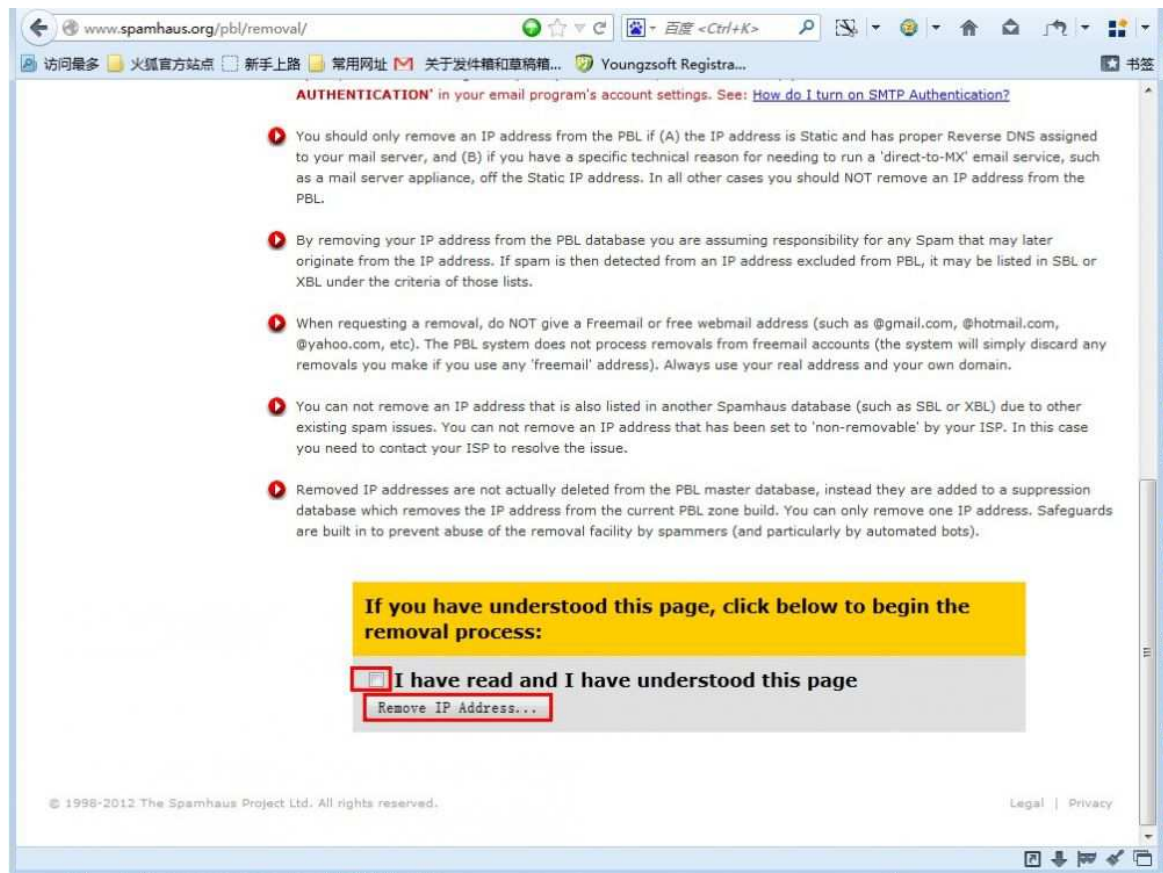 www.spamhaus.org/pbl/removal/
百度 <Ctrl+K>
访问最多 火狐官方站点 新手上路 常用网址 关于发件箱和草稿箱... Youngzsoft Registra... 书签
AUTHENTICATION' in your email program's account settings. See: How do I turn on SMTP Authentication?
You should only remove an IP address from the PBL if (A) the IP address is Static and has proper Reverse DNS assigned
to your mail server, and (B) if you have a specific technical reason for needing to run a 'direct-to-MX' email service, such
as a mail server appliance, off the Static IP address. In all other cases you should NOT remove an IP address from the
PBL.
By removing your IP address from the PBL database you are assuming responsibility for any Spam that may later
originate from the IP address. If spam is then detected from an IP address excluded from PBL, it may be listed in SBL or
XBL under the criteria of those lists.
When requesting a removal, do NOT give a Freemail or free webmail address (such as @gmail.com, @hotmail.com,
@yahoo.com, etc). The PBL system does not process removals from freemail accounts (the system will simply discard any
removals you make if you use any 'freemail' address). Always use your real address and your own domain.
You can not remove an IP address that is also listed in another Spamhaus database (such as SBL or XBL) due to other
existing spam issues. You can not remove an IP address that has been set to 'non-removable' by your ISP. In this case
you need to contact your ISP to resolve the issue.
Removed IP addresses are not actually deleted from the PBL master database, instead they are added to a suppression
database which removes the IP address from the current PBL zone build. You can only remove one IP address. Safeguards
are built in to prevent abuse of the removal facility by spammers (and particularly by automated bots).
If you have understood this page, click below to begin the
removal process:
I have read and I have understood this page
Remove IP Address...
© 1998-2012 The Spamhaus Project Ltd. All rights reserved. Legal | Privacy